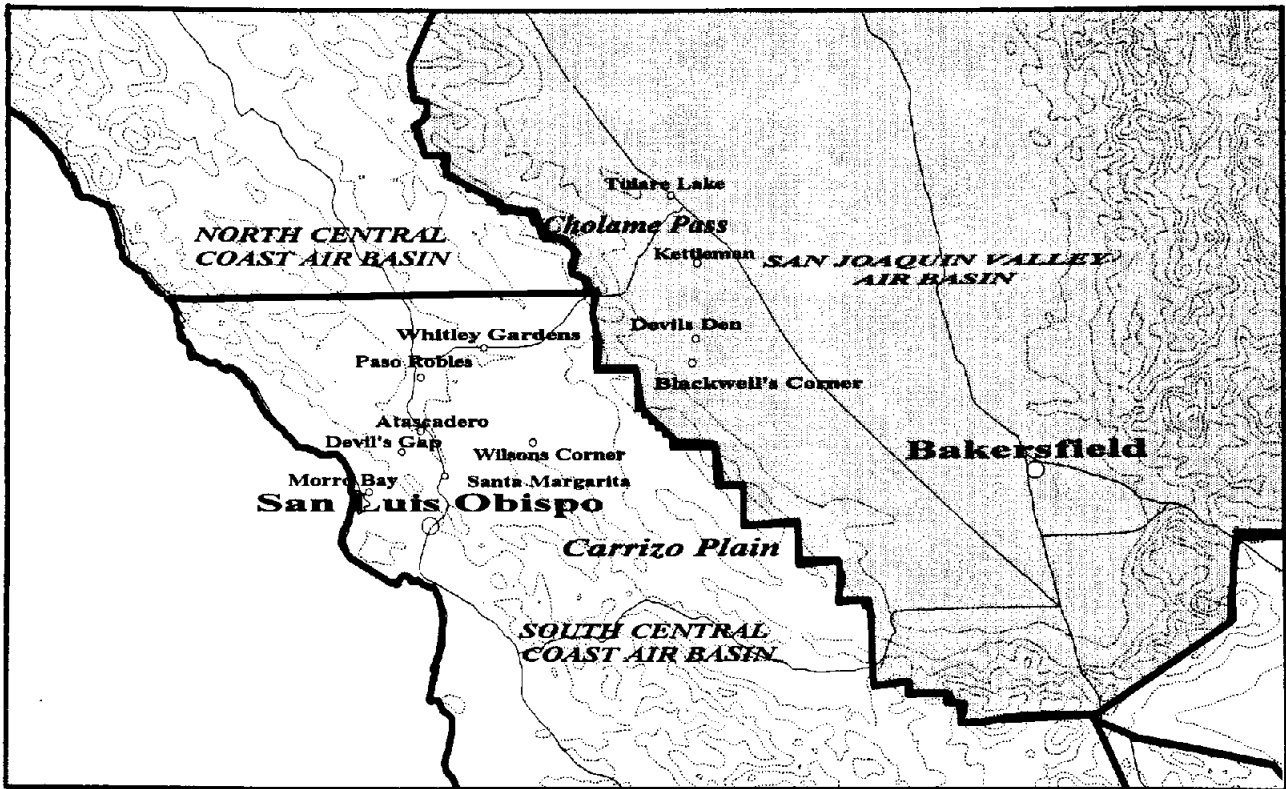 Tulare Lake
Cholame Pass
NORTH CENTRAL
COAST AIR BASIN
Kettleman
SAN JOAQUIN VALLEY
AIR BASIN
Devils Den
Whitley Gardens
Paso Robles
Blackwell's Corner
Atascadero
Devil's Gap
Wilsons Corner
Bakersfield
Morro Bay
Santa Margarita
San Luis Obispo
Carrizo Plain
SOUTH CENTRAL
COAST AIR BASIN